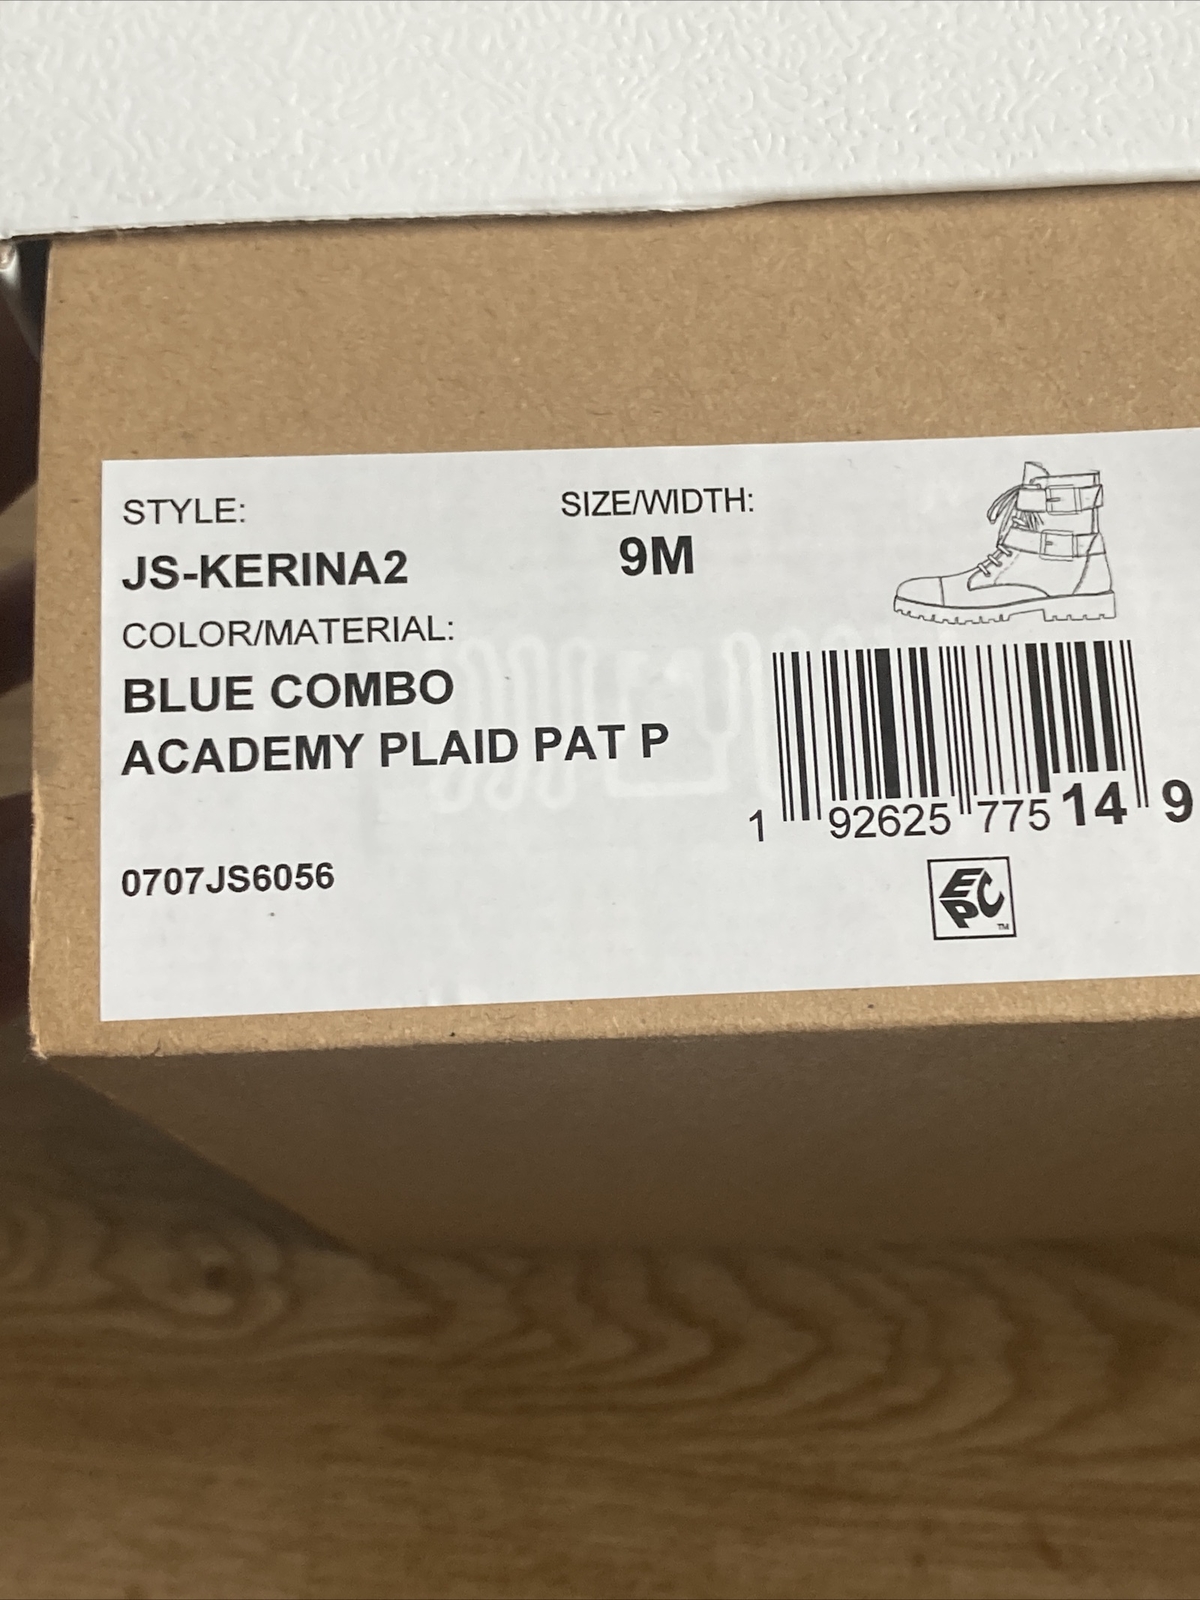 STYLE:
SIZE/WIDTH:
JS-KERINA2
9M
COLOR/MATERIAL:
BLUE COMBO
ACADEMY PLAID PAT P
1 92625 775 14 9
0707JS6056
EPC TM